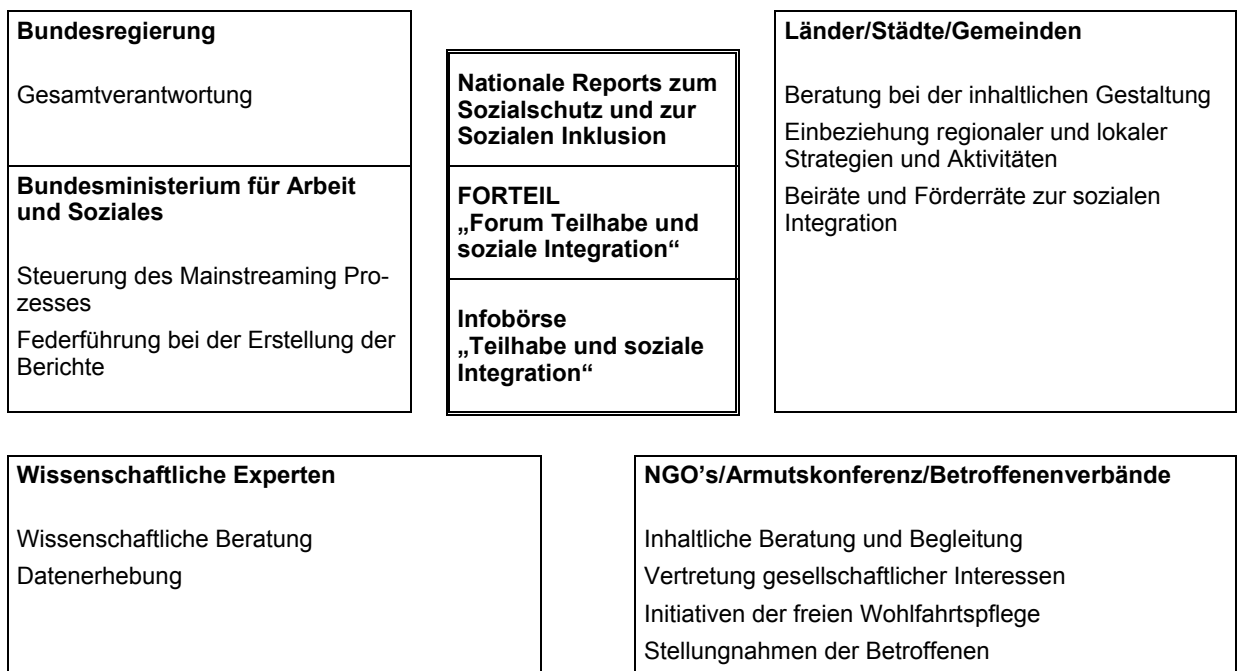 Bundesregierung
Gesamtverantwortung
Bundesministerium für Arbeit
und Soziales
Steuerung des Mainstreaming Pro-
zesses
Federführung bei der Erstellung der
Berichte
Nationale Reports zum
Sozialschutz und zur
Sozialen Inklusion
FORTEIL
„Forum Teilhabe und
soziale Integration“
Infobörse
„Teilhabe und soziale
Integration“
Länder/Städte/Gemeinden
Beratung bei der inhaltlichen Gestaltung
Einbeziehung regionaler und lokaler
Strategien und Aktivitäten
Beiräte und Förderräte zur sozialen
Integration
Wissenschaftliche Experten
Wissenschaftliche Beratung
Datenerhebung
NGO’s/Armutskonferenz/Betroffenenverbände
Inhaltliche Beratung und Begleitung
Vertretung gesellschaftlicher Interessen
Initiativen der freien Wohlfahrtspflege
Stellungnahmen der Betroffenen